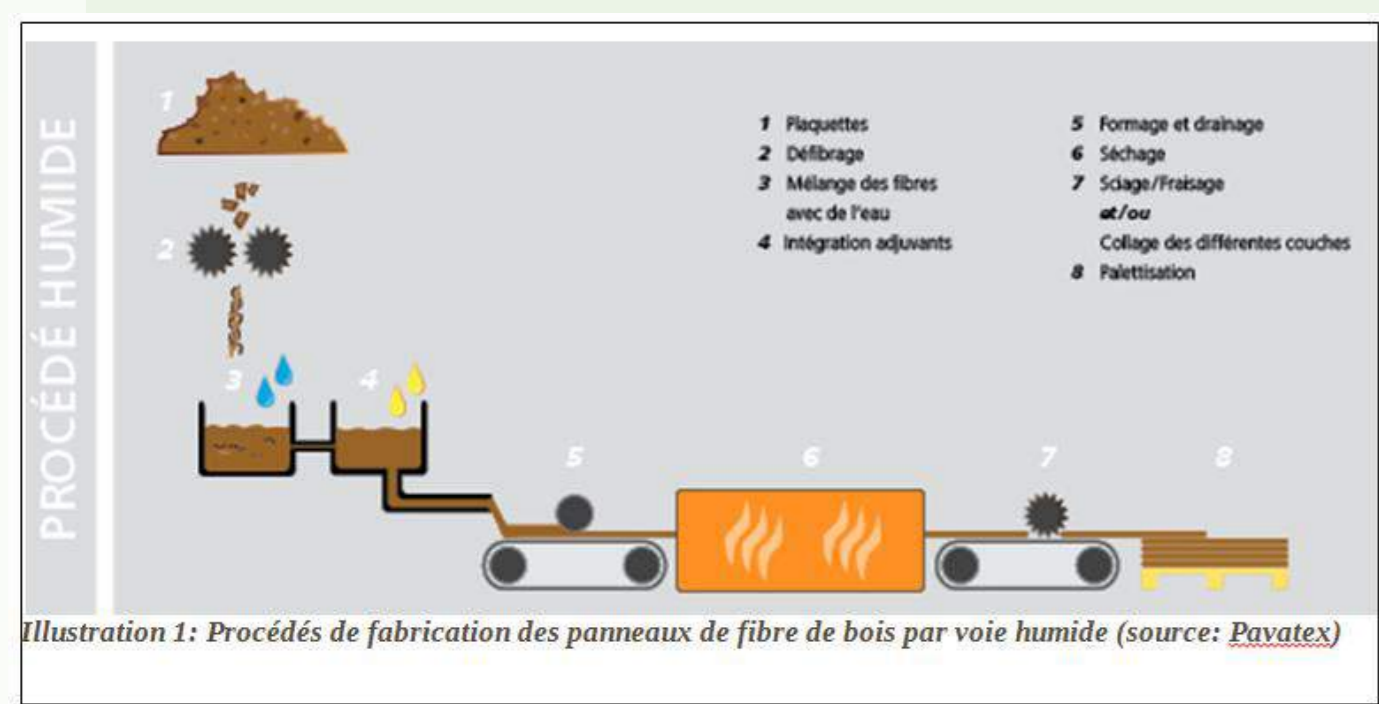 PROCÉDÉ HUMIDE
1
2
3
4
5
6
7
8
1 Plaquettes
2 Défibrage
3 Mélange des fibres
avec de l'eau
4 Intégration adjuvants
5 Formage et drainage
6 Séchage
7 Sciage/Fraisage
et/ou
Collage des différentes couches
8 Palettisation
Illustration 1: Procédés de fabrication des panneaux de fibre de bois par voie humide (source: Pavatex)